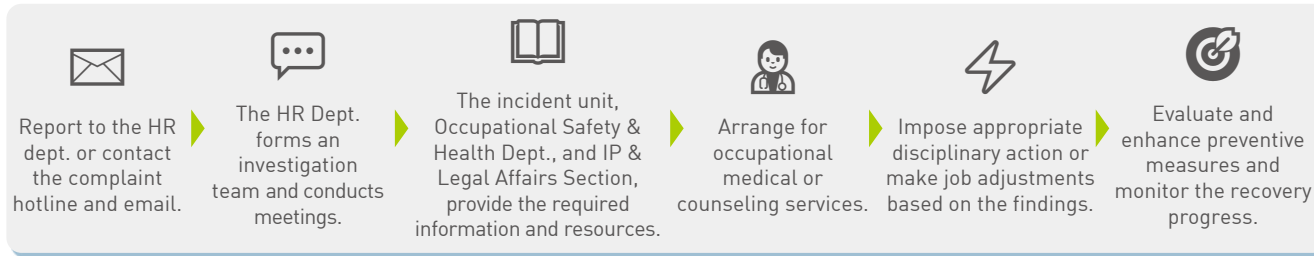 Report to the HR
dept. or contact
the complaint
hotline and email.
The HR Dept.
forms an
investigation
team and conducts
meetings.
The incident unit,
Occupational Safety &
Health Dept., and IP &
Legal Affairs Section,
provide the required
information and resources.
Arrange for
occupational
medical or
counseling services.
Impose appropriate
disciplinary action or
make job adjustments
based on the findings.
Evaluate and
enhance preventive
measures and
monitor the recovery
progress.